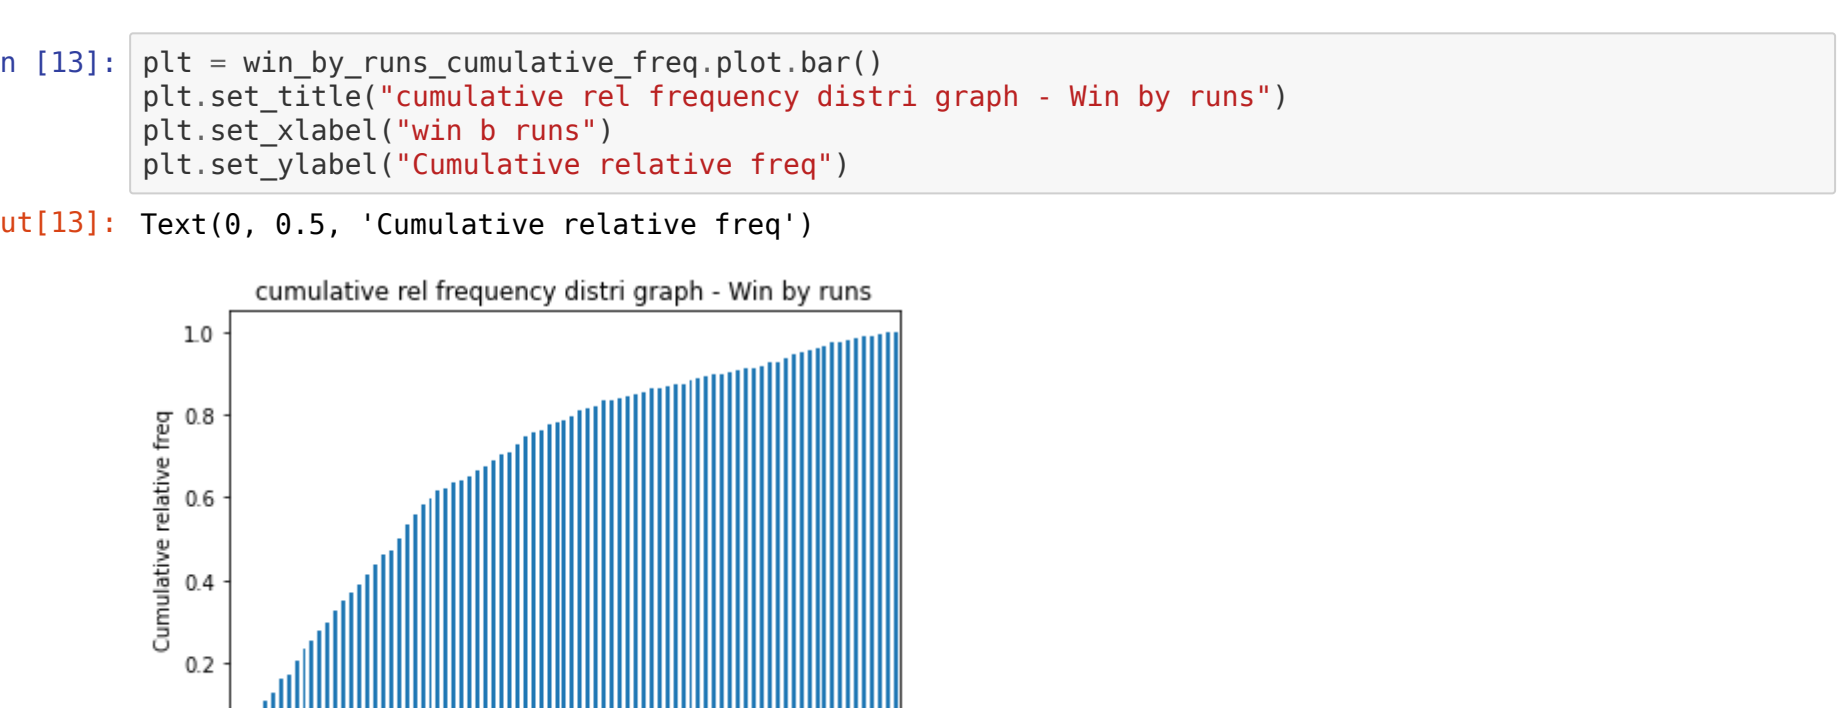 n [13]: plt = win_by_runs_cumulative_freq.plot.bar()
plt.set_title("cumulative rel frequency distri graph - Win by runs")
plt.set_xlabel("win b runs")
plt.set_ylabel("Cumulative relative freq")
ut[13]: Text(0, 0.5, 'Cumulative relative freq')
cumulative rel frequency distri graph - Win by runs
1.0
0.8
0.6
0.4
0.2
Cumulative relative freq